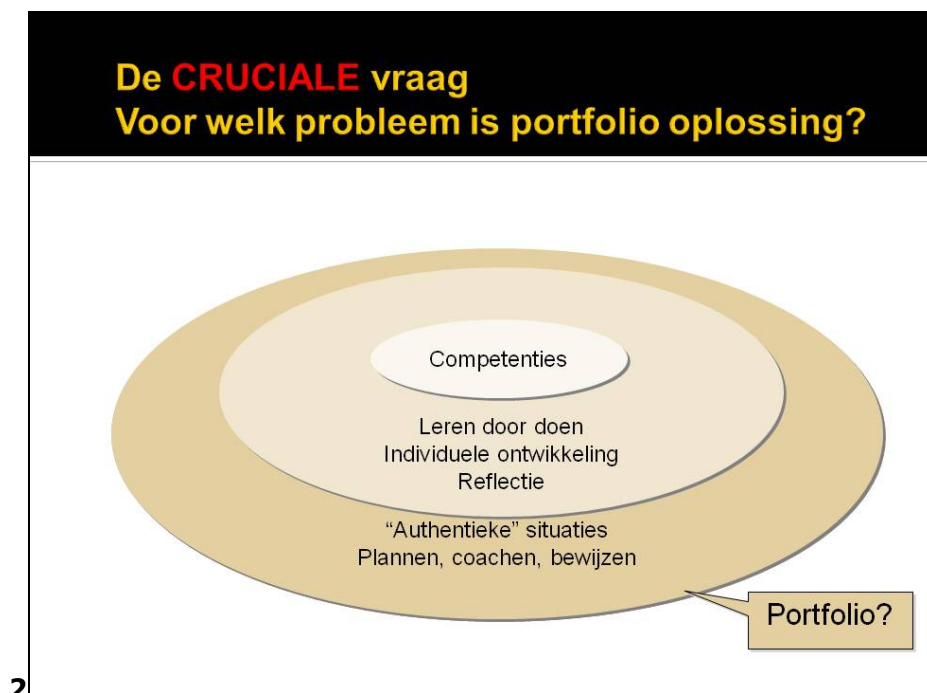 De CRUCIALE vraag
Voor welk probleem is portfolio oplossing?
Competenties
Leren door doen
Individuele ontwikkeling
Reflectie
“Authentieke” situaties
Plannen, coachen, bewijzen
Portfolio?
2